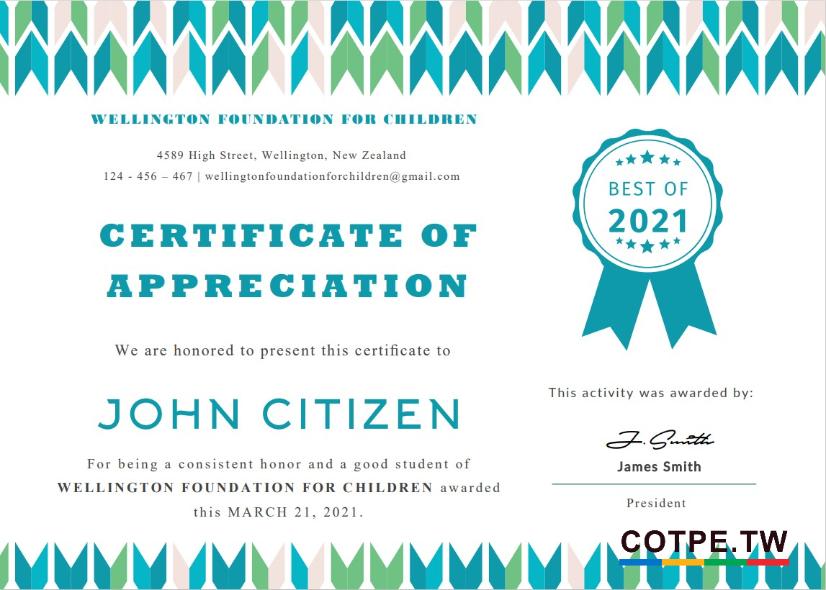 WELLINGTON FOUNDATION FOR CHILDREN
4589 High Street, Wellington, New Zealand
124 - 456 – 467 | wellingtonfoundationforchildren@gmail.com
CERTIFICATE OF
APPRECIATION
We are honored to present this certificate to
JOHN CITIZEN
For being a consistent honor and a good student of
WELLINGTON FOUNDATION FOR CHILDREN awarded
this MARCH 21, 2021.
BEST OF
2021
This activity was awarded by:
J. Smith
James Smith
President
COTPE.TW